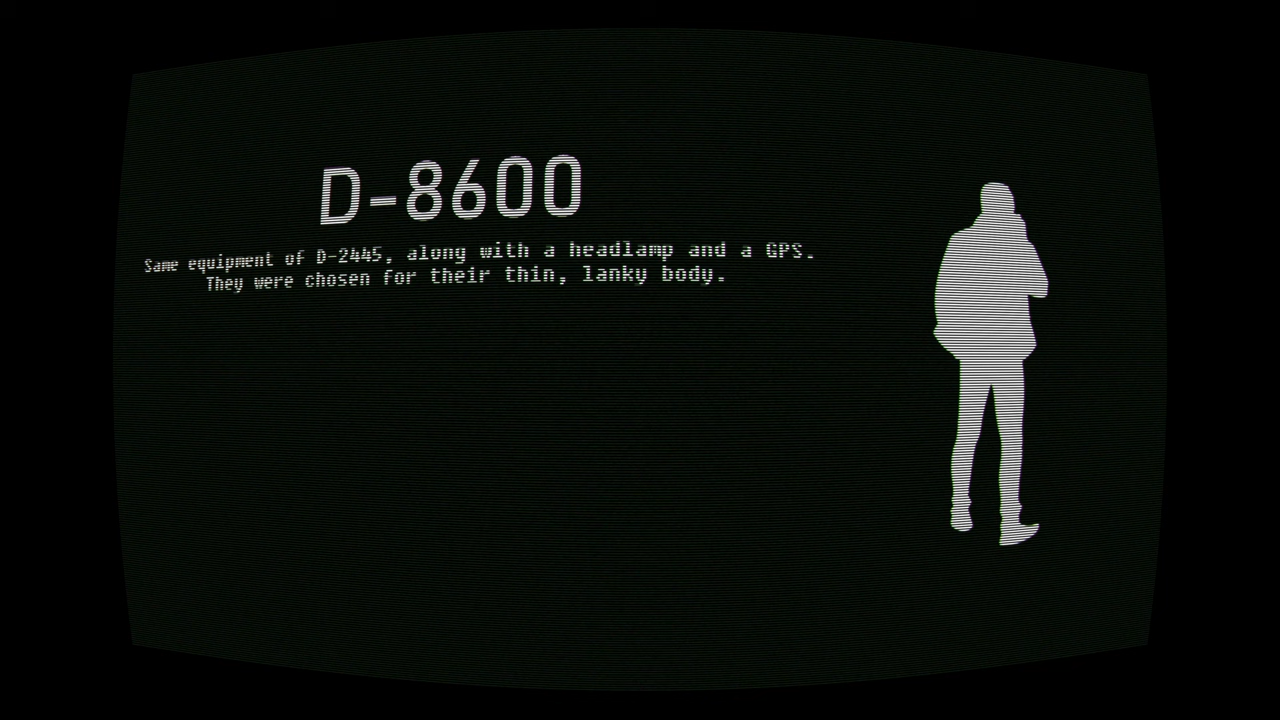 D-8600
Same equipment of D-2445, along with a headlamp and a GPS.
They were chosen for their thin, lanky body.